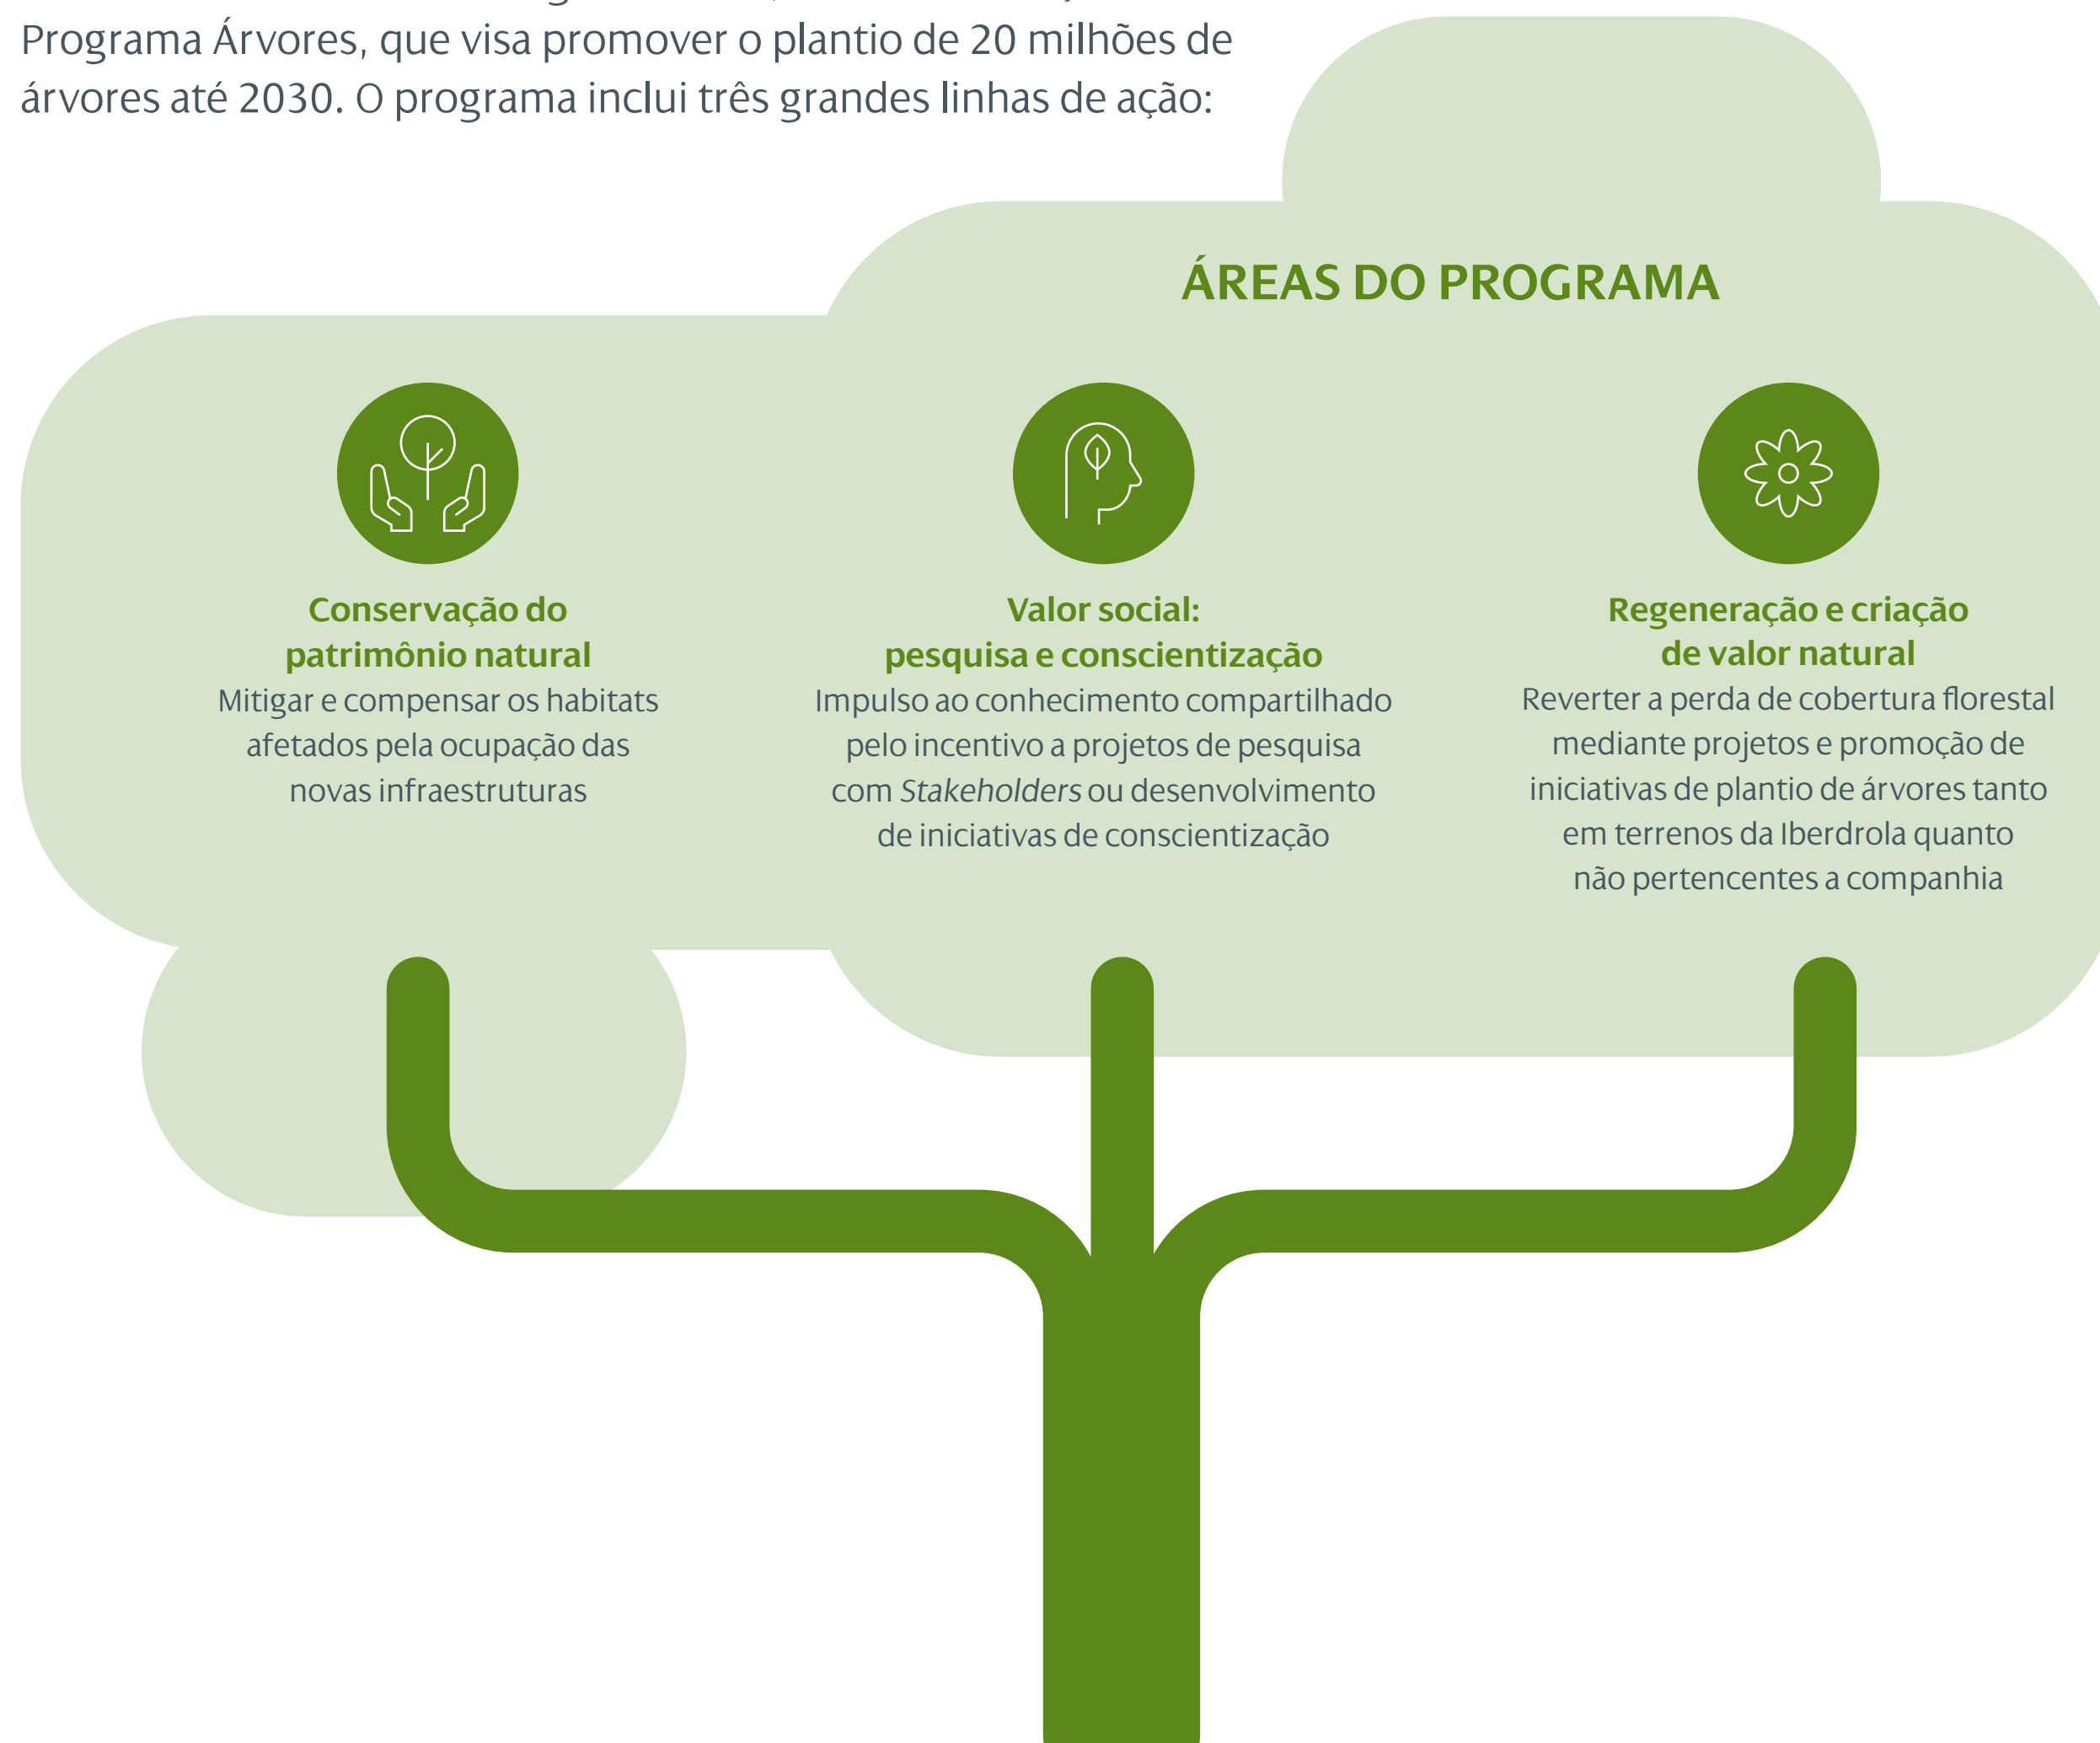 Programa Árvores, que visa promover o plantio de 20 milhões de
árvores até 2030. O programa inclui três grandes linhas de ação:
ÁREAS DO PROGRAMA
Conservação do
patrimônio natural
Mitigar e compensar os habitats
afetados pela ocupação das
novas infraestruturas
Valor social:
pesquisa e conscientização
Impulso ao conhecimento compartilhado
pelo incentivo a projetos de pesquisa
com Stakeholders ou desenvolvimento
de iniciativas de conscientização
Regeneração e criação
de valor natural
Reverter a perda de cobertura florestal
mediante projetos e promoção de
iniciativas de plantio de árvores tanto
em terrenos da Iberdrola quanto
não pertencentes a companhia